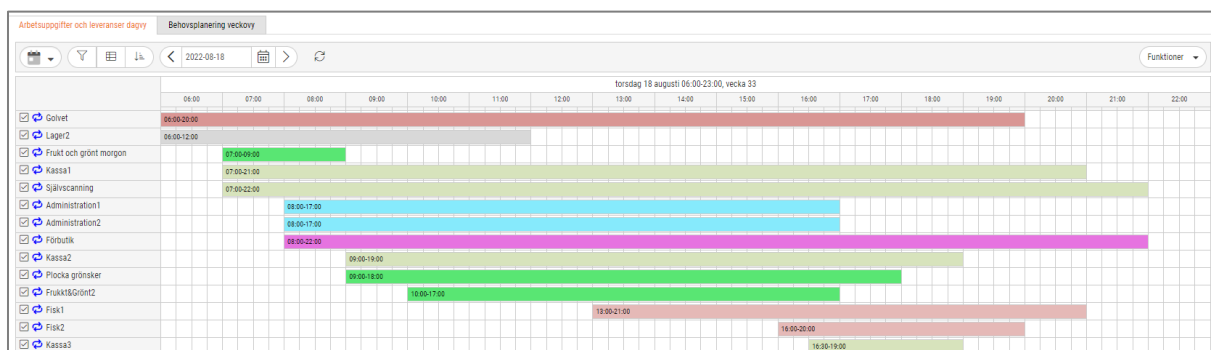 Arbetsuppgifter och leveranser dagvy Behovsplanering veckovy
2022-08-18 Funktioner
torsdag 18 augusti 06:00-23:00, vecka 33
06:00 07:00 08:00 09:00 10:00 11:00 12:00 13:00 14:00 15:00 16:00 17:00 18:00 19:00 20:00 21:00 22:00
Golvet 06:00-20:00
Lager2 06:00-12:00
Frukt och grönt morgon 07:00-09:00
Kassa1 07:00-21:00
Självscanning 07:00-22:00
Administration1 08:00-17:00
Administration2 08:00-17:00
Förbutik 08:00-22:00
Kassa2 09:00-19:00
Plocka grönsker 09:00-18:00
Frukkt&Grönt2 10:00-17:00
Fisk1 13:00-21:00
Fisk2 16:00-20:00
Kassa3 16:30-19:00